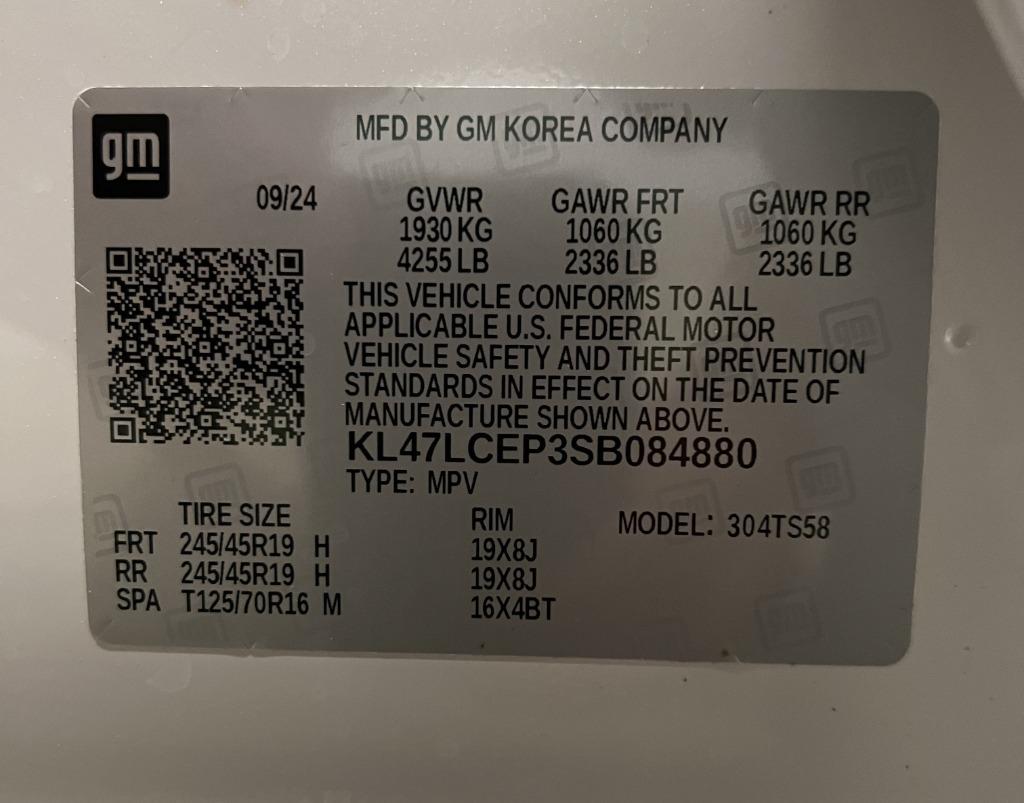 gm
MFD BY GM KOREA COMPANY
09/24 GVWR GAWR FRT GAWR RR
1930 KG 1060 KG 1060 KG
4255 LB 2336 LB 2336 LB
THIS VEHICLE CONFORMS TO ALL
APPLICABLE U.S. FEDERAL MOTOR
VEHICLE SAFETY AND THEFT PREVENTION
STANDARDS IN EFFECT ON THE DATE OF
MANUFACTURE SHOWN ABOVE.
KL47LCEP3SB084880
TYPE: MPV
TIRE SIZE RIM MODEL: 304TS58
FRT 245/45R19 H 19X8J
RR 245/45R19 H 19X8J
SPA T125/70R16 M 16X4BT